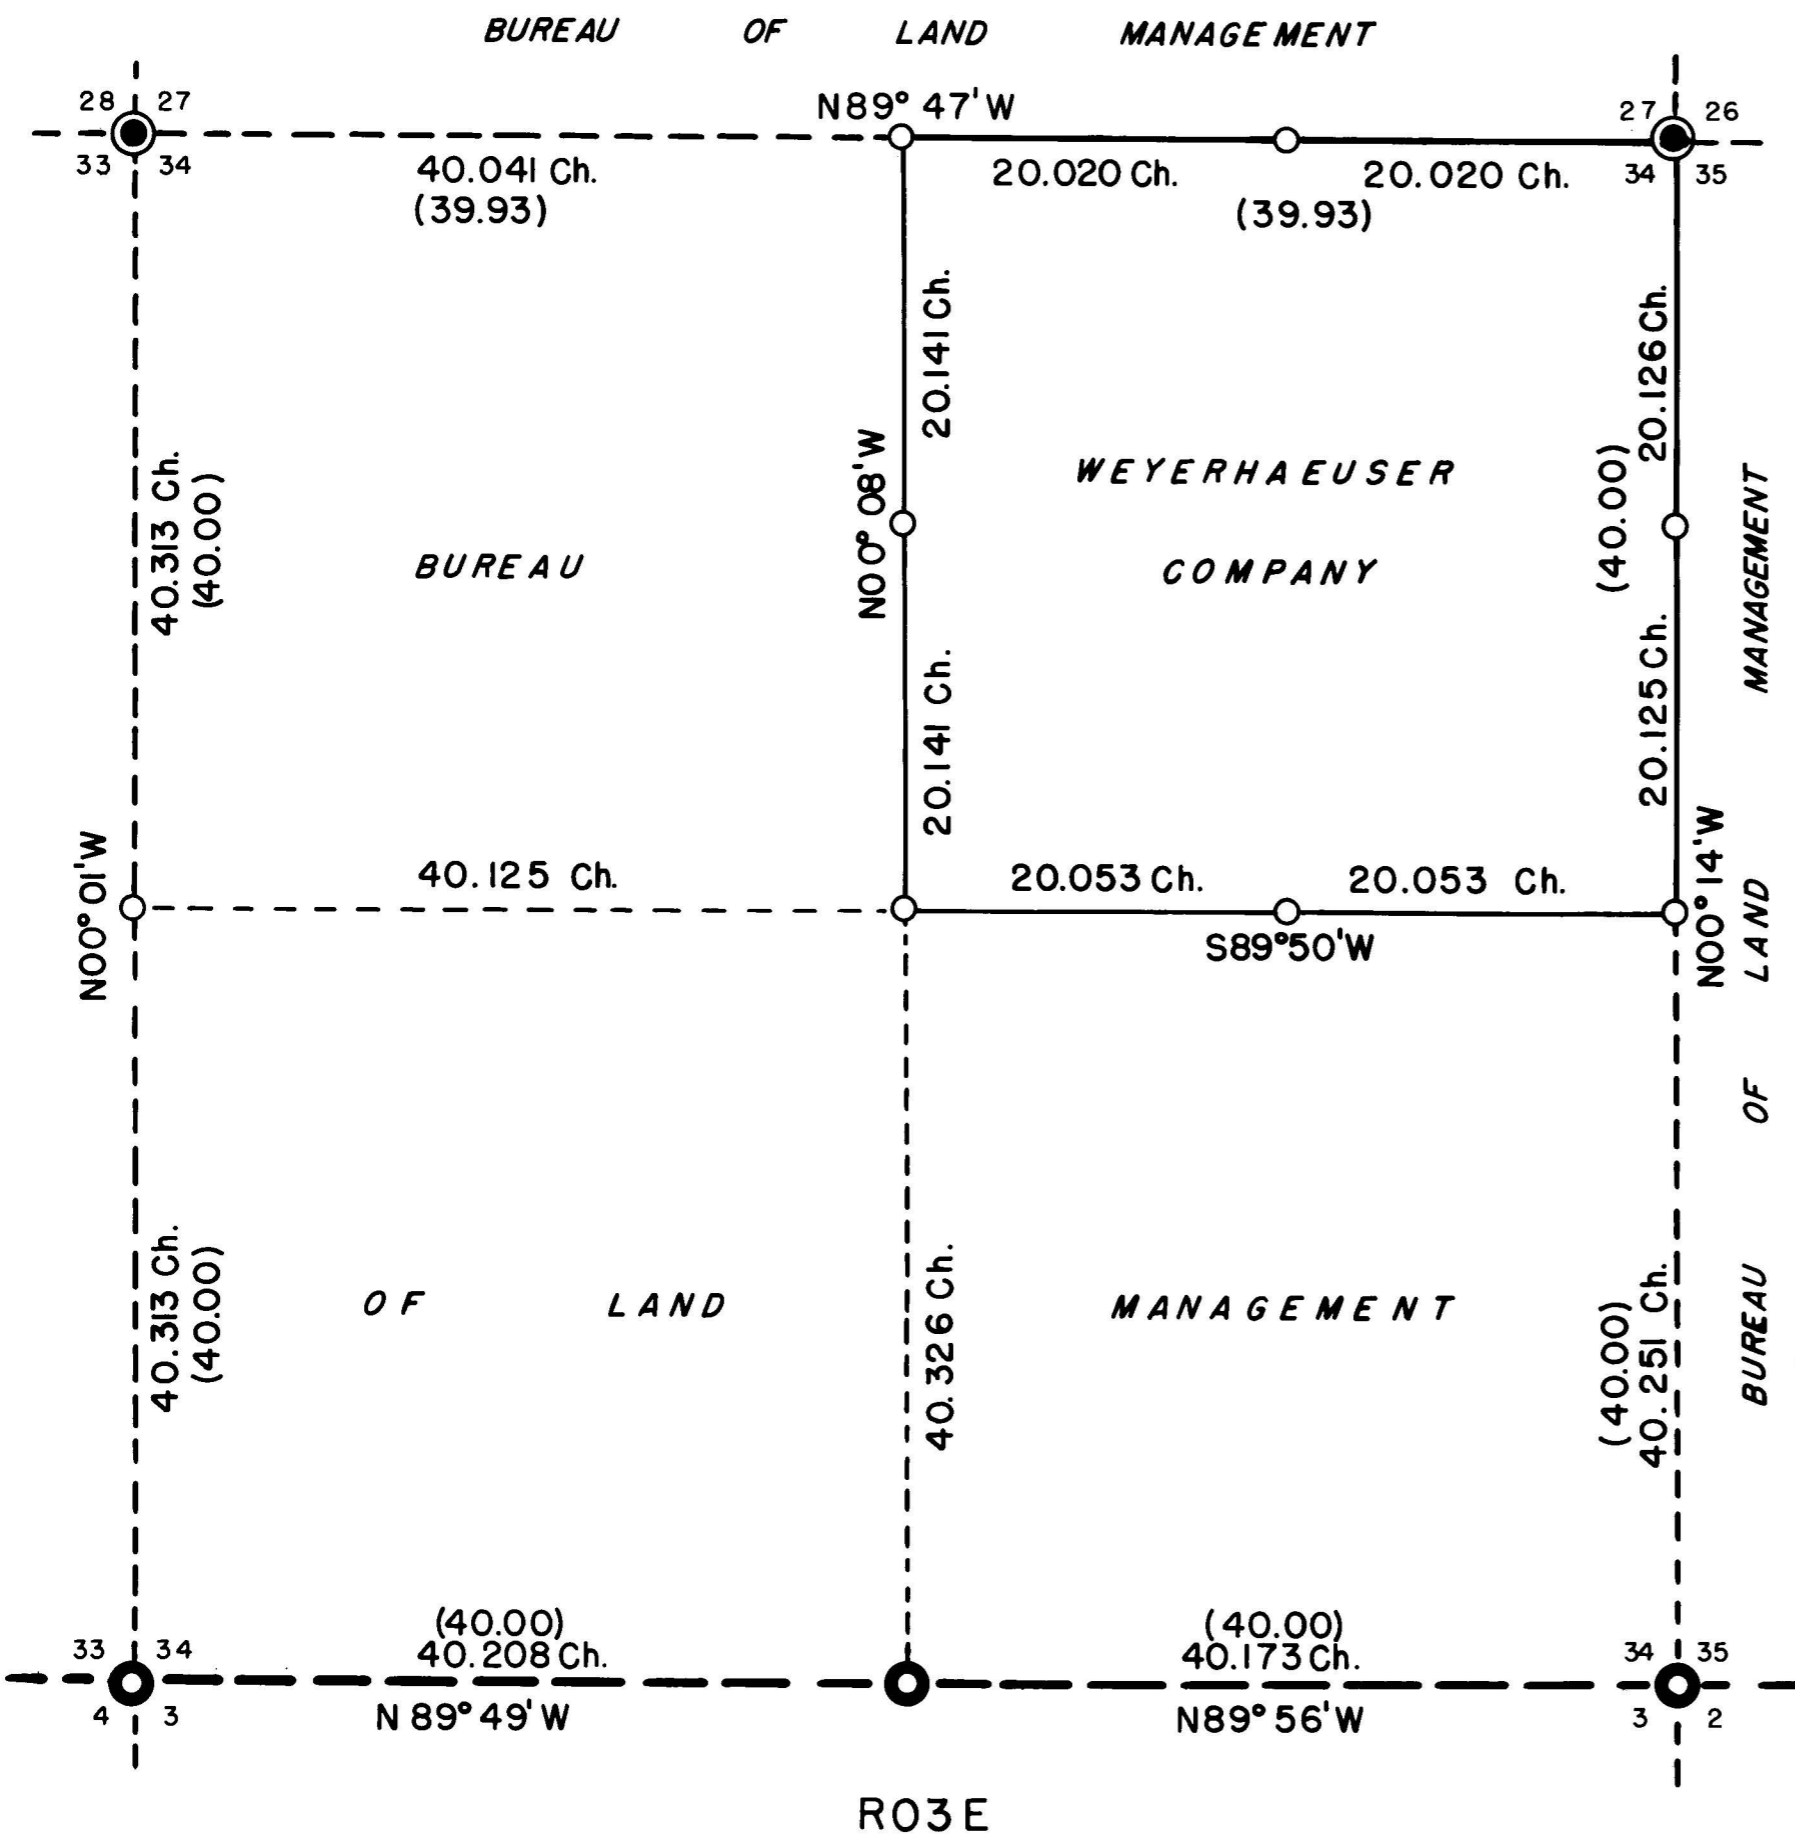 BUREAU OF LAND MANAGEMENT
28 27
N89° 47'W
27 26
33 34
40.041 Ch.
(39.93)
20.020 Ch.
20.020 Ch.
(39.93)
34 35
20.141 Ch.
20.126 Ch.
40.313 Ch.
(40.00)
N00° 08'W
WEYERHAEUSER
COMPANY
(40.00)
BUREAU
20.141 Ch.
20.125 Ch.
N00° 01'W
40.125 Ch.
20.053 Ch.
20.053 Ch.
S89°50'W
N00° 14'W
BUREAU OF LAND MANAGEMENT
40.313 Ch.
(40.00)
OF LAND
40.326 Ch.
MANAGEMENT
(40.00)
40.251 Ch.
33 34
(40.00)
40.208 Ch.
(40.00)
40.173 Ch.
34 35
4 3
N 89° 49'W
N89° 56'W
3 2
R03E